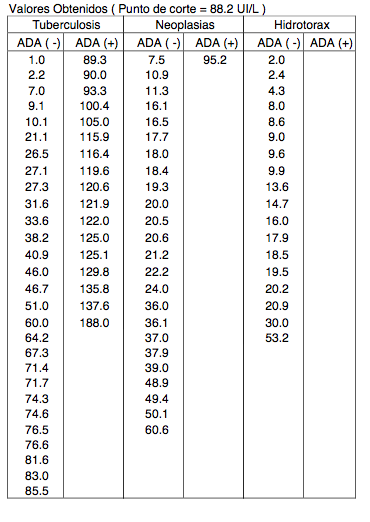 Valores Obtenidos ( Punto de corte = 88.2 UI/L )
Tuberculosis Neoplasias Hidrotorax
ADA ( -) ADA (+) ADA ( -) ADA (+) ADA ( -) ADA (+)
1.0 89.3 7.5 95.2 2.0
2.2 90.0 10.9 2.4
7.0 93.3 11.3 4.3
9.1 100.4 16.1 8.0
10.1 105.0 16.5 8.6
21.1 115.9 17.7 9.0
26.5 116.4 18.0 9.6
27.1 119.6 18.4 9.9
27.3 120.6 19.3 13.6
31.6 121.9 20.0 14.7
33.6 122.0 20.5 16.0
38.2 125.0 20.6 17.9
40.9 125.1 21.2 18.5
46.0 129.8 22.2 19.5
46.7 135.8 24.0 20.2
51.0 137.6 36.0 20.9
60.0 188.0 36.1 30.0
64.2 37.0 53.2
67.3 37.9
71.4 39.0
71.7 48.9
74.3 49.4
74.6 50.1
76.5 60.6
76.6
81.6
83.0
85.5